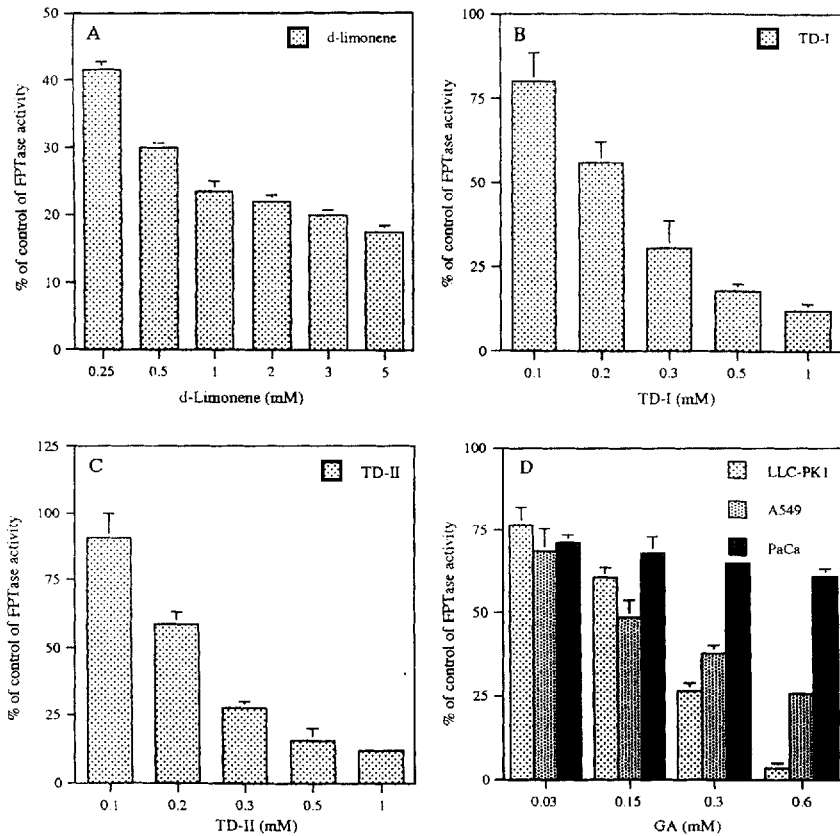 A
d-limonene
% of control of FPTase activity
50
40
30
20
10
0
0.25 0.5 1 2 3 5
d-Limonene (mM)
B
TD-I
% of control of FPTase activity
100
75
50
25
0
0.1 0.2 0.3 0.5 1
TD-I (mM)
C
TD-II
% of control of FPTase activity
125
100
75
50
25
0
0.1 0.2 0.3 0.5 1
TD-II (mM)
D
LLC-PK1
A549
PaCa
% of control of FPTase activity
100
75
50
25
0
0.03 0.15 0.3 0.6
GA (mM)